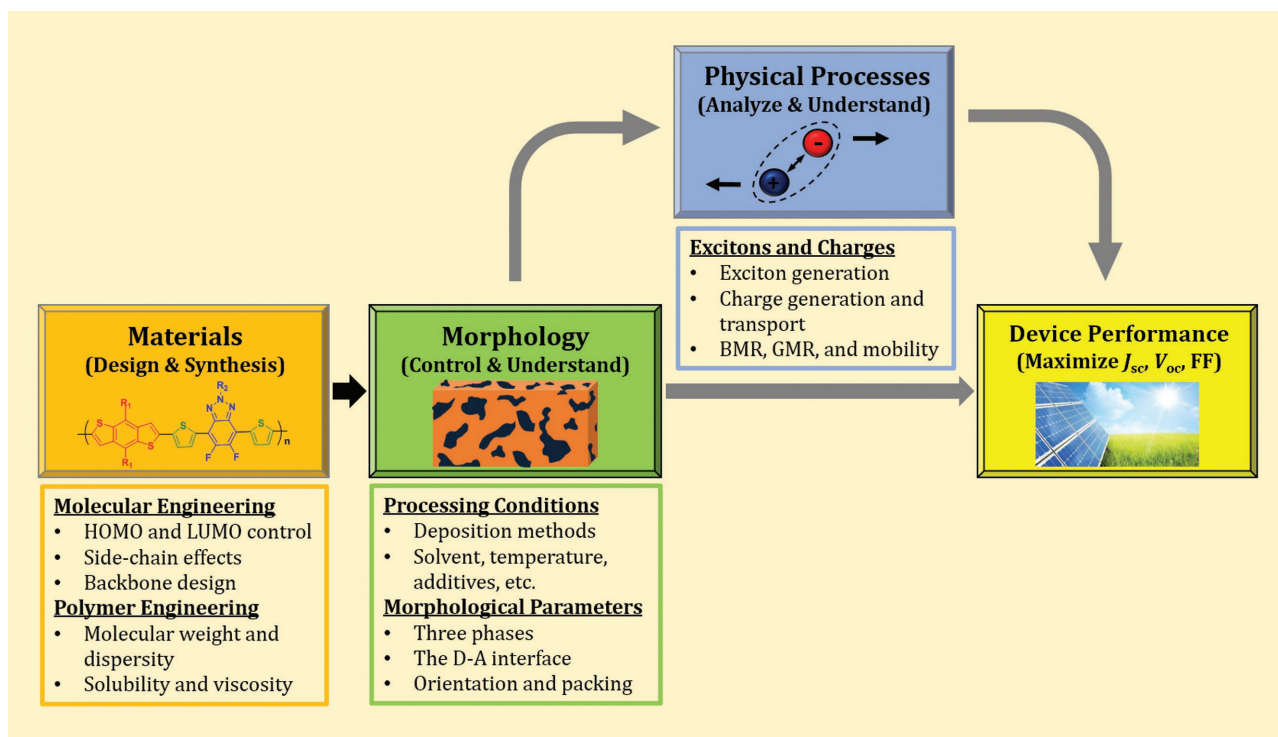 Physical Processes
(Analyze & Understand)
-
+
Excitons and Charges
• Exciton generation
• Charge generation and
transport
• BMR, GMR, and mobility
Materials
(Design & Synthesis)
R₂
N
N N
R₁
S
S
S
S
R₁
F F
n
Molecular Engineering
• HOMO and LUMO control
• Side-chain effects
• Backbone design
Polymer Engineering
• Molecular weight and
dispersity
• Solubility and viscosity
Morphology
(Control & Understand)
Processing Conditions
• Deposition methods
• Solvent, temperature,
additives, etc.
Morphological Parameters
• Three phases
• The D-A interface
• Orientation and packing
Device Performance
(Maximize Jsc, Voc, FF)